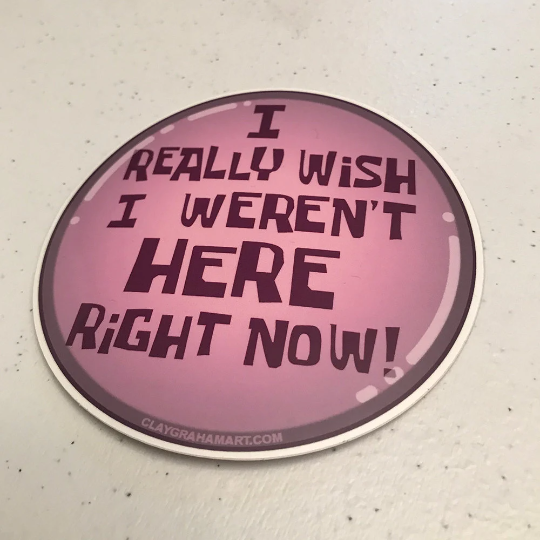 I
REALLY WiSH
I WEREN'T
HERE
RiGHT NOW!
CLAYGRAHAMART.COM